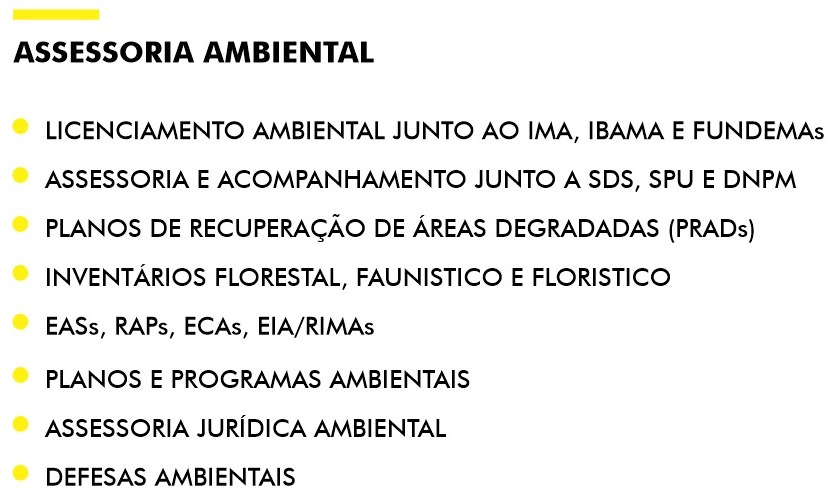 ASSESSORIA AMBIENTAL
LICENCIAMENTO AMBIENTAL JUNTO AO IMA, IBAMA E FUNDEMAs
ASSESSORIA E ACOMPANHAMENTO JUNTO A SDS, SPU E DNPM
PLANOS DE RECUPERAÇÃO DE ÁREAS DEGRADADAS (PRADs)
INVENTÁRIOS FLORESTAL, FAUNISTICO E FLORISTICO
EASs, RAPs, ECAs, EIA/RIMAs
PLANOS E PROGRAMAS AMBIENTAIS
ASSESSORIA JURÍDICA AMBIENTAL
DEFESAS AMBIENTAIS